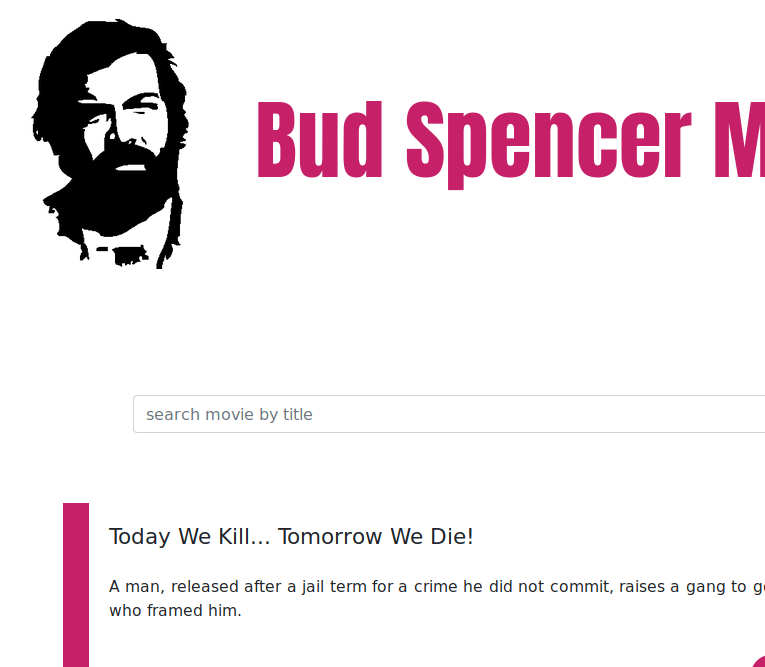 Bud Spencer M
search movie by title
Today We Kill... Tomorrow We Die!
A man, released after a jail term for a crime he did not commit, raises a gang to g
who framed him.